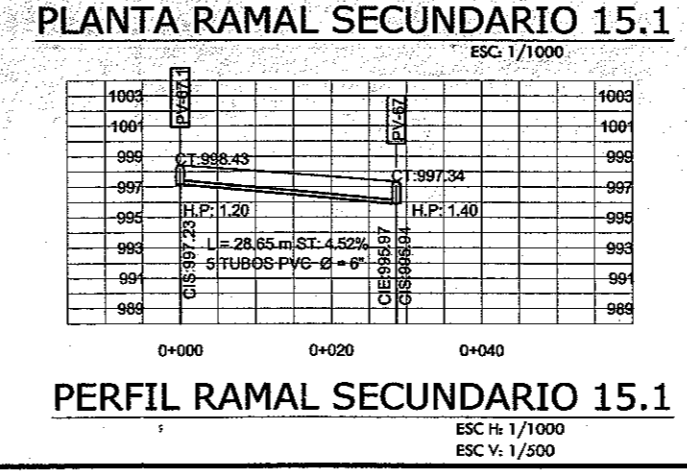 PLANTA RAMAL SECUNDARIO 15.1
ESC: 1/1000
PV-67.1
PV-67
1003 1003
1001 1001
999 999
997 997
995 995
993 993
991 991
989 989
CT:998.43
CT:997.34
H.P: 1.20
H.P: 1.40
L = 28.65 m ST: 4.52%
5 TUBOS PVC Ø = 6"
CIS:997.23
CIE:995.97
CIS:995.94
0+000 0+020 0+040
PERFIL RAMAL SECUNDARIO 15.1
ESC H: 1/1000
ESC V: 1/500